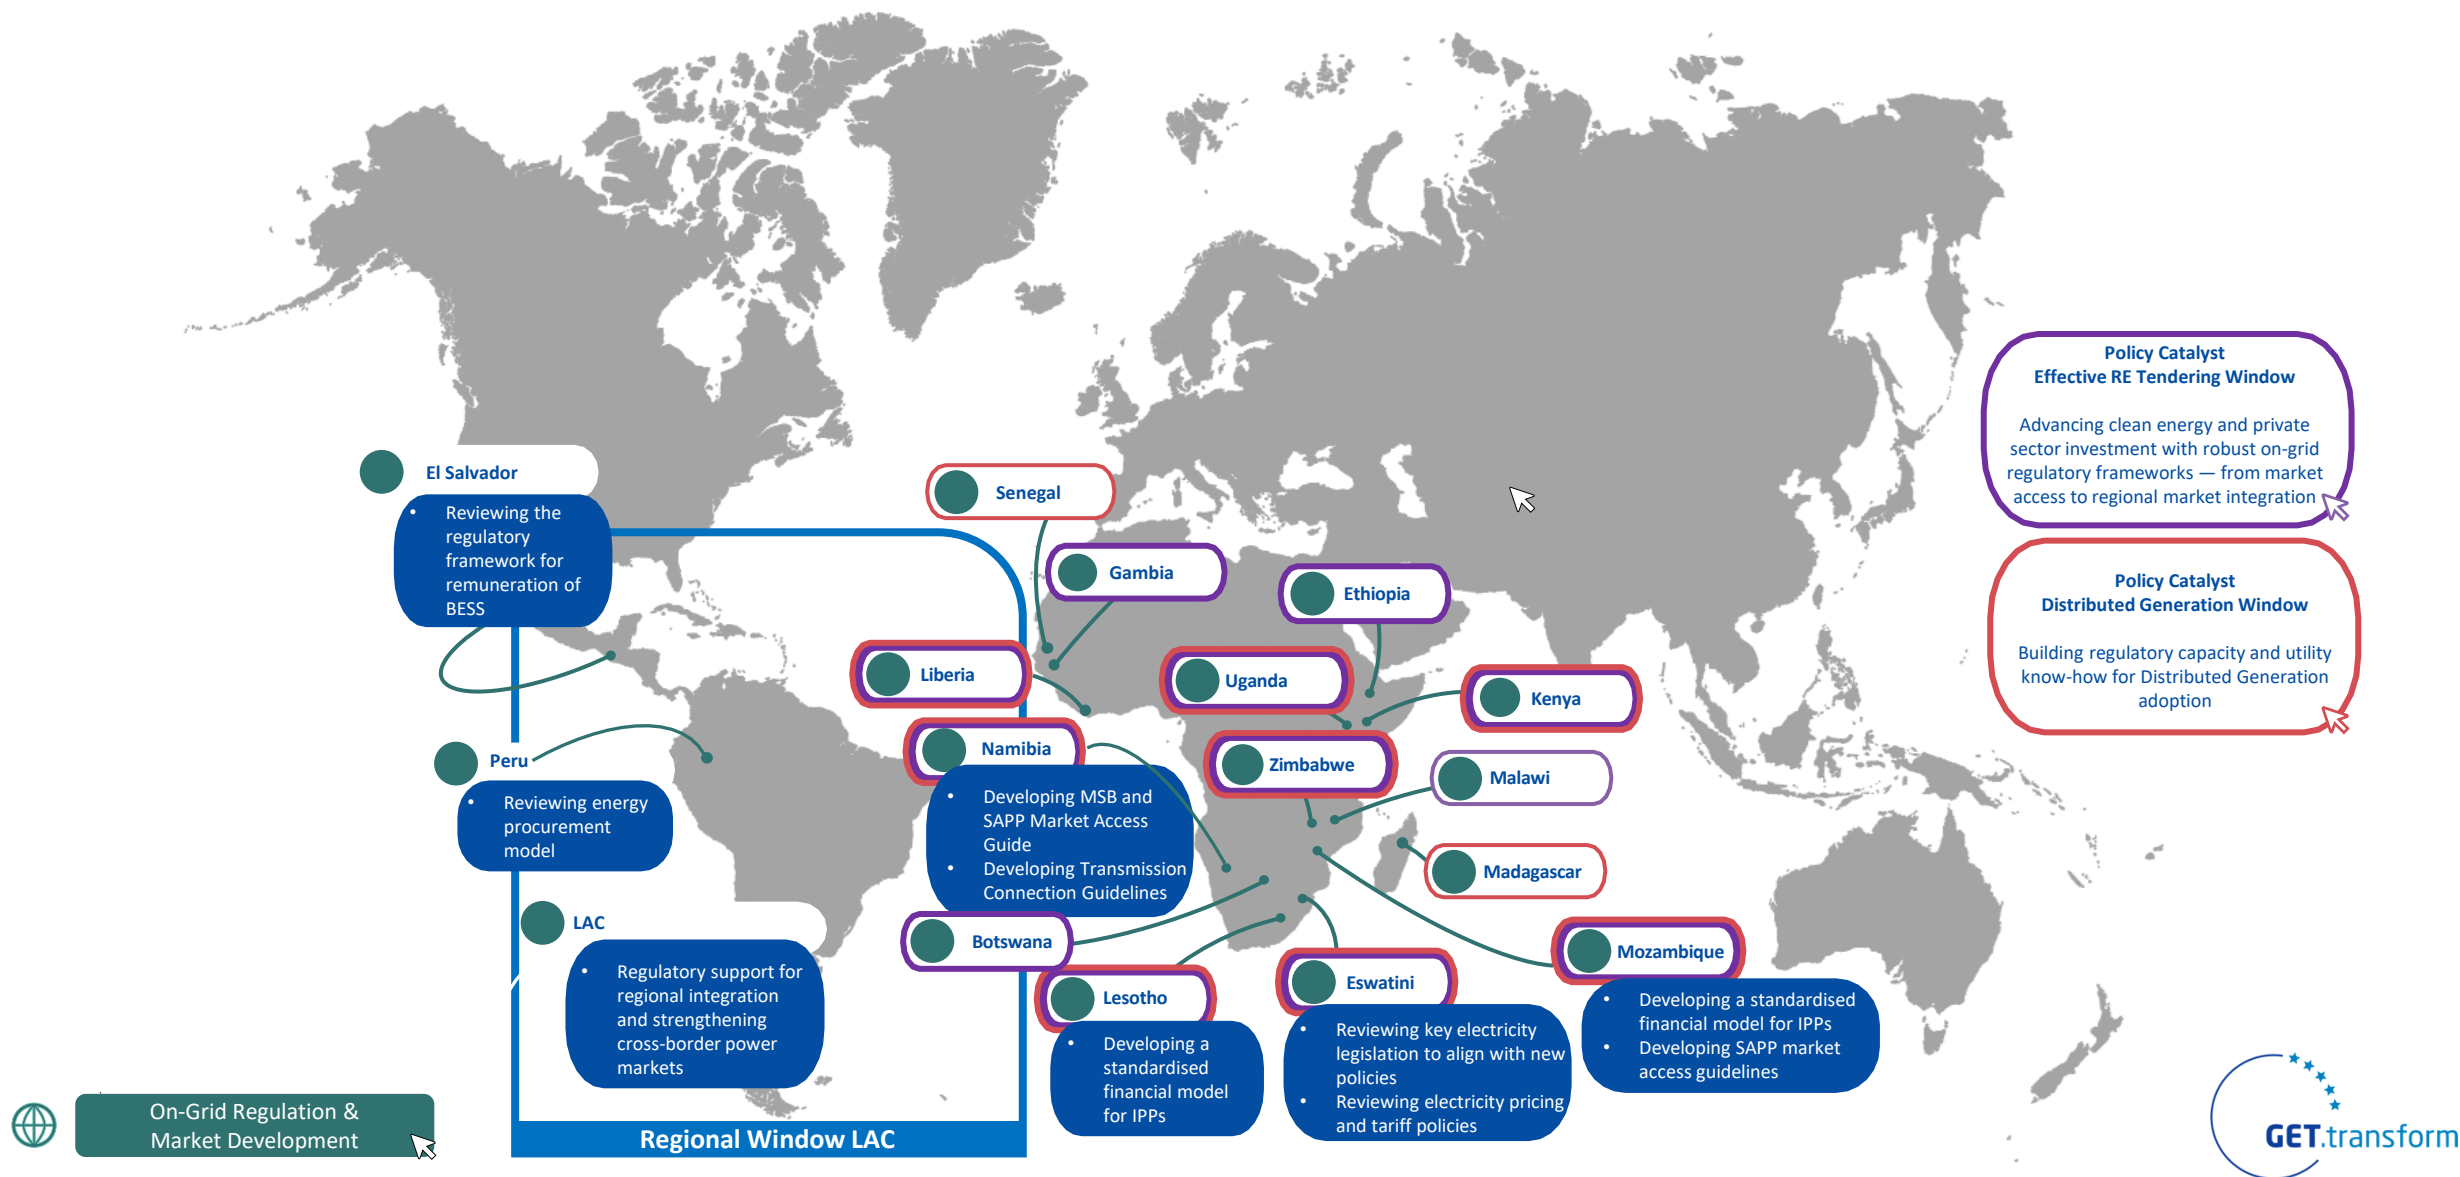 Policy Catalyst
Effective RE Tendering Window
Advancing clean energy and private
sector investment with robust on-grid
regulatory frameworks — from market
access to regional market integration
Policy Catalyst
Distributed Generation Window
Building regulatory capacity and utility
know-how for Distributed Generation
adoption
El Salvador
• Reviewing the
regulatory
framework for
remuneration of
BESS
Senegal
Gambia
Ethiopia
Liberia
Uganda
Kenya
Peru
• Reviewing energy
procurement
model
Namibia
• Developing MSB and
SAPP Market Access
Guide
• Developing Transmission
Connection Guidelines
Zimbabwe
Malawi
Madagascar
LAC
• Regulatory support for
regional integration
and strengthening
cross-border power
markets
Botswana
Lesotho
• Developing a
standardised
financial model
for IPPs
Eswatini
• Reviewing key electricity
legislation to align with new
policies
• Reviewing electricity pricing
and tariff policies
Mozambique
• Developing a standardised
financial model for IPPs
• Developing SAPP market
access guidelines
On-Grid Regulation &
Market Development
Regional Window LAC
GET.transform